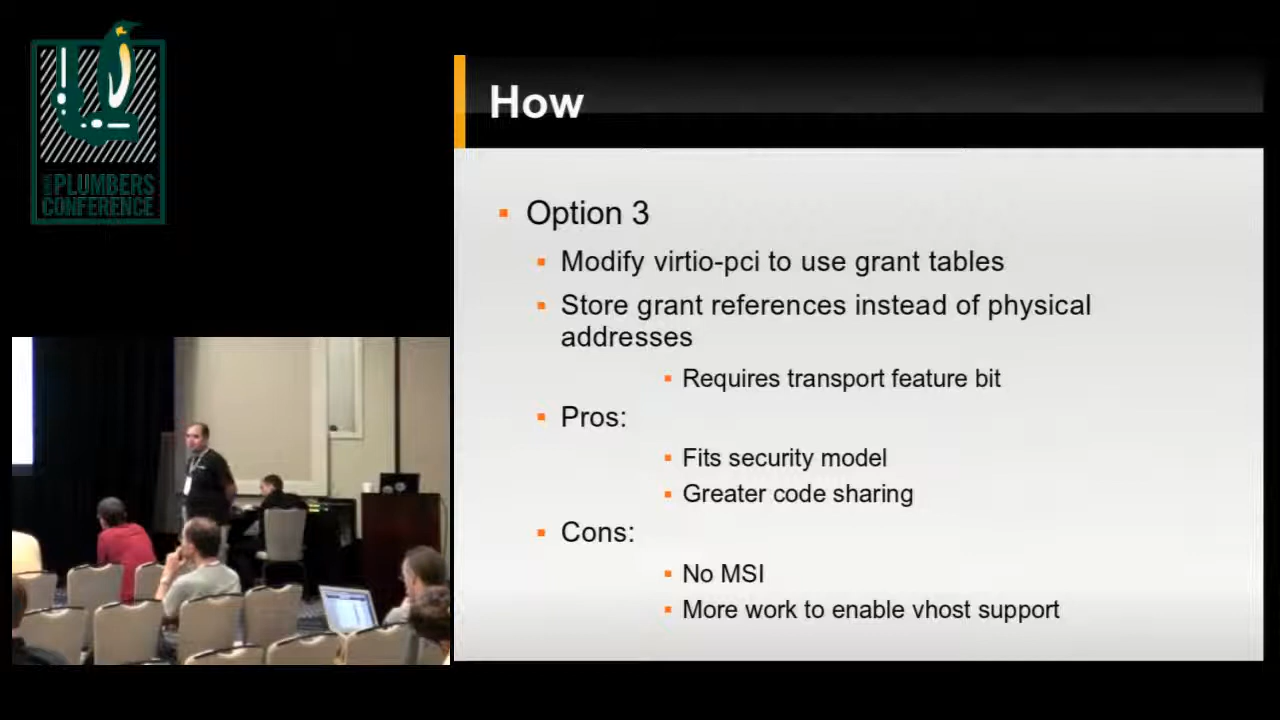 PLUMBERS
CONFERENCE
How
Option 3
Modify virtio-pci to use grant tables
Store grant references instead of physical
addresses
Requires transport feature bit
Pros:
Fits security model
Greater code sharing
Cons:
No MSI
More work to enable vhost support